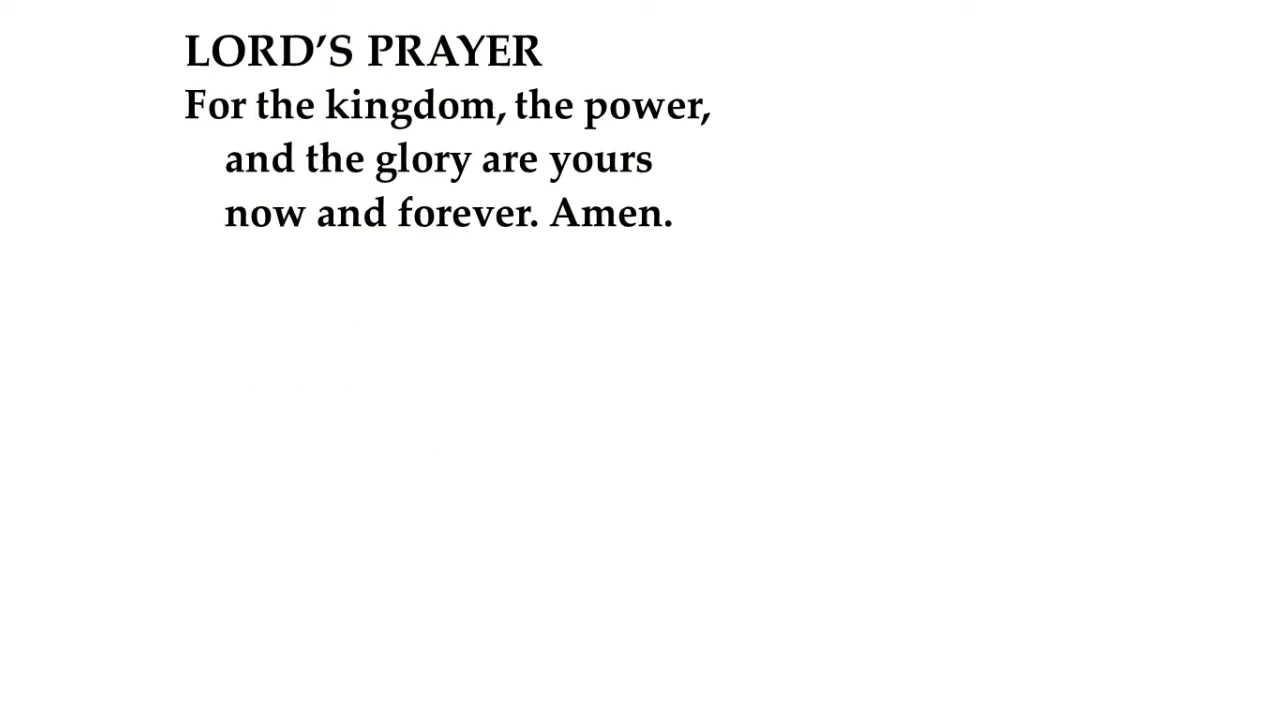 LORD’S PRAYER
For the kingdom, the power,
and the glory are yours
now and forever. Amen.